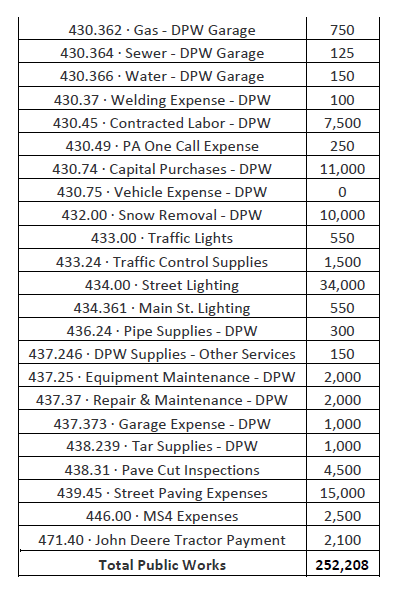 430.362 · Gas - DPW Garage 750
430.364 · Sewer - DPW Garage 125
430.366 · Water - DPW Garage 150
430.37 · Welding Expense - DPW 100
430.45 · Contracted Labor - DPW 7,500
430.49 · PA One Call Expense 250
430.74 · Capital Purchases - DPW 11,000
430.75 · Vehicle Expense - DPW 0
432.00 · Snow Removal - DPW 10,000
433.00 · Traffic Lights 550
433.24 · Traffic Control Supplies 1,500
434.00 · Street Lighting 34,000
434.361 · Main St. Lighting 550
436.24 · Pipe Supplies - DPW 300
437.246 · DPW Supplies - Other Services 150
437.25 · Equipment Maintenance - DPW 2,000
437.37 · Repair & Maintenance - DPW 2,000
437.373 · Garage Expense - DPW 1,000
438.239 · Tar Supplies - DPW 1,000
438.31 · Pave Cut Inspections 4,500
439.45 · Street Paving Expenses 15,000
446.00 · MS4 Expenses 2,500
471.40 · John Deere Tractor Payment 2,100
Total Public Works 252,208